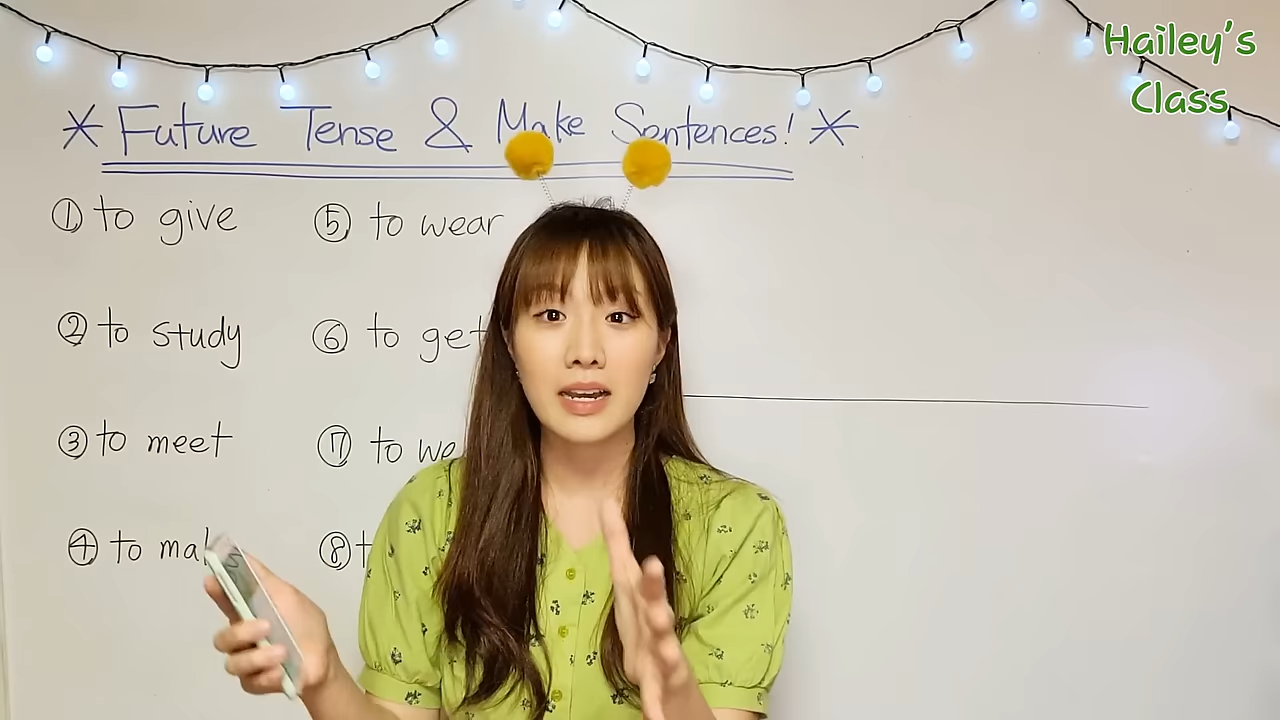 Hailey's
Class
* Future Tense & Make Sentences! *
① to give
⑤ to wear
② to study
⑥ to get
③ to meet
⑦ to we
④ to ma
⑧ t